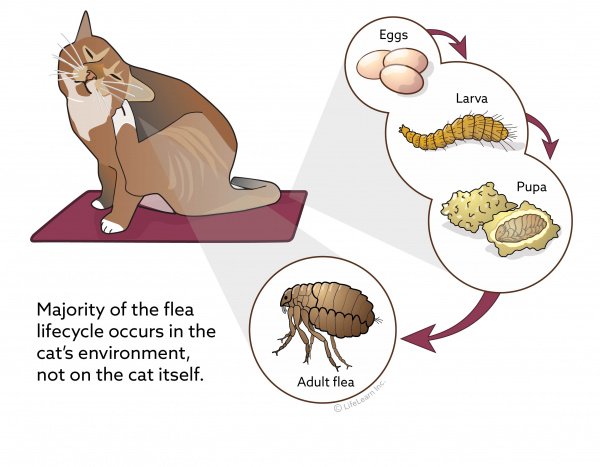 Eggs
Larva
Pupa
Adult flea
© LifeLearn Inc.
Majority of the flea
lifecycle occurs in the
cat's environment,
not on the cat itself.